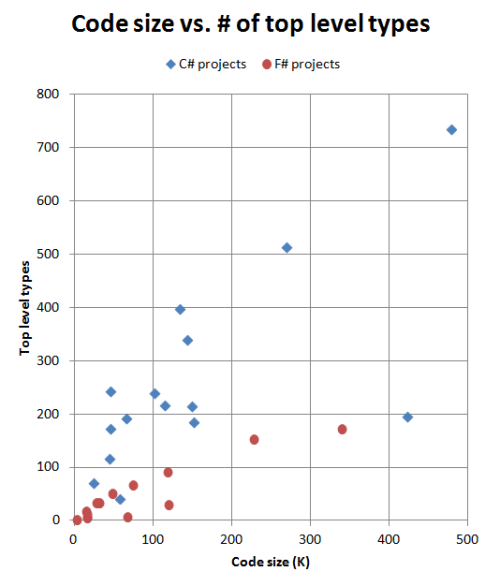 Code size vs. # of top level types
C# projects F# projects
800
700
600
500
400
300
200
100
0
Top level types
0 100 200 300 400 500
Code size (K)